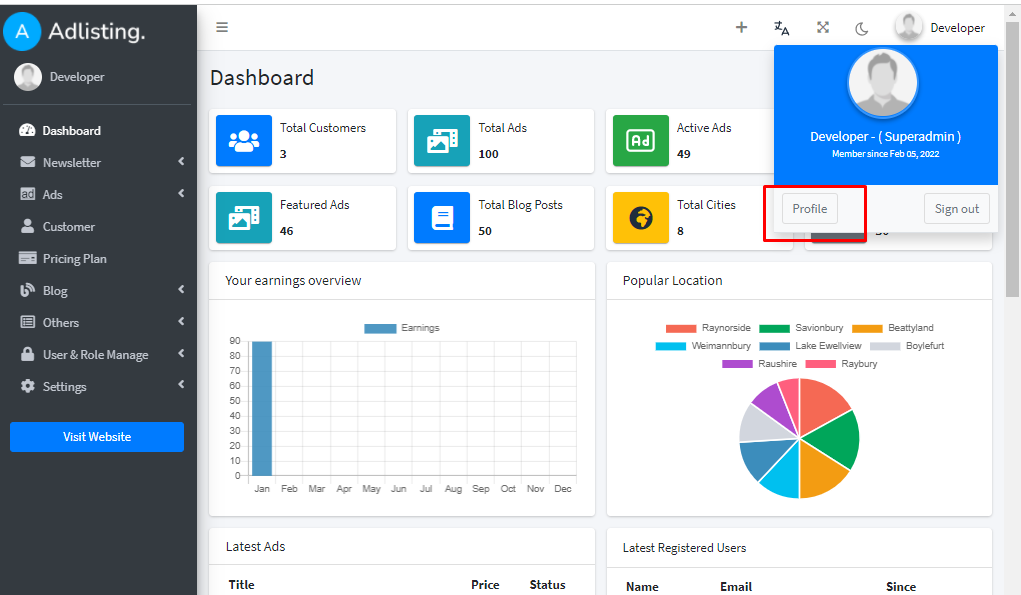 A Adlisting.
Developer
Dashboard
Newsletter
ad Ads
Customer
Pricing Plan
Blog
Others
User & Role Manage
Settings
Visit Website
Developer
Developer - ( Superadmin )
Member since Feb 05, 2022
Profile Sign out
Dashboard
Total Customers
3
Total Ads
100
Ad
Active Ads
49
Featured Ads
46
Total Blog Posts
50
Total Cities
8
Your earnings overview
Earnings
90
80
70
60
50
40
30
20
10
0
Jan Feb Mar Apr May Jun Jul Aug Sep Oct Nov Dec
Popular Location
Raynorside Savionbury Beattyland
Weimannbury Lake Ewellview Boylefurt
Raushire Raybury
Latest Ads
Title Price Status
Latest Registered Users
Name Email Since